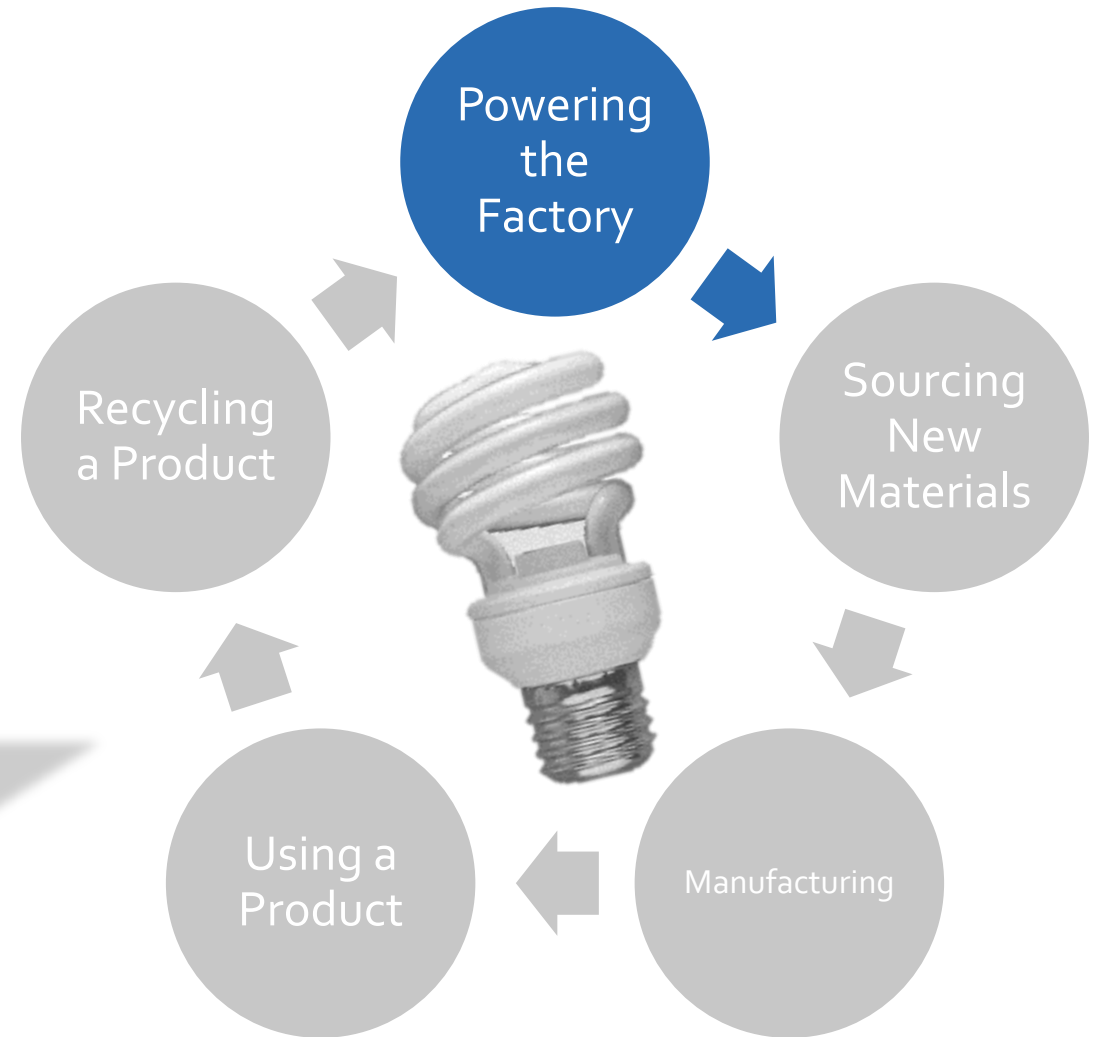 Powering
the
Factory
Sourcing
New
Materials
Manufacturing
Using a
Product
Recycling
a Product